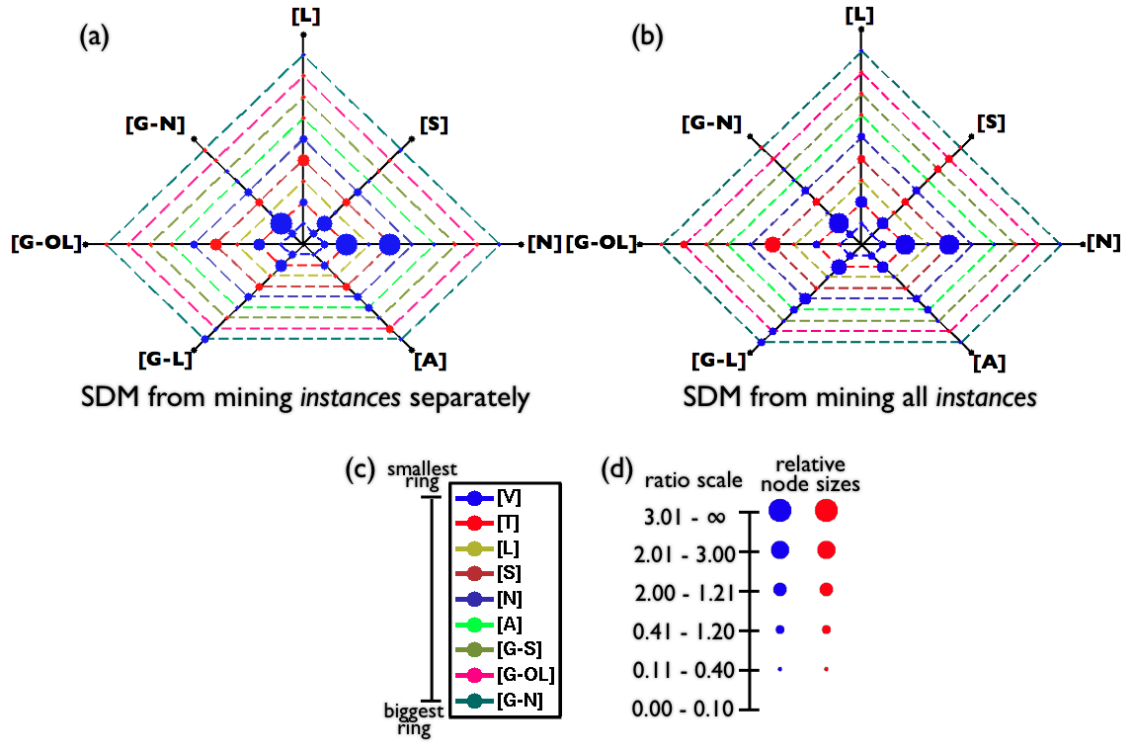 (a)
[L]
[G-N]
[S]
[G-OL]
[N]
[G-L]
[A]
SDM from mining instances separately
(b)
[L]
[G-N]
[S]
[G-OL]
[N]
[G-L]
[A]
SDM from mining all instances
(c)
smallest
ring
[V]
[T]
[L]
[S]
[N]
[A]
[G-S]
[G-OL]
[G-N]
biggest
ring
(d)
ratio scale
relative
node sizes
3.01 - ∞
2.01 - 3.00
2.00 - 1.21
0.41 - 1.20
0.11 - 0.40
0.00 - 0.10